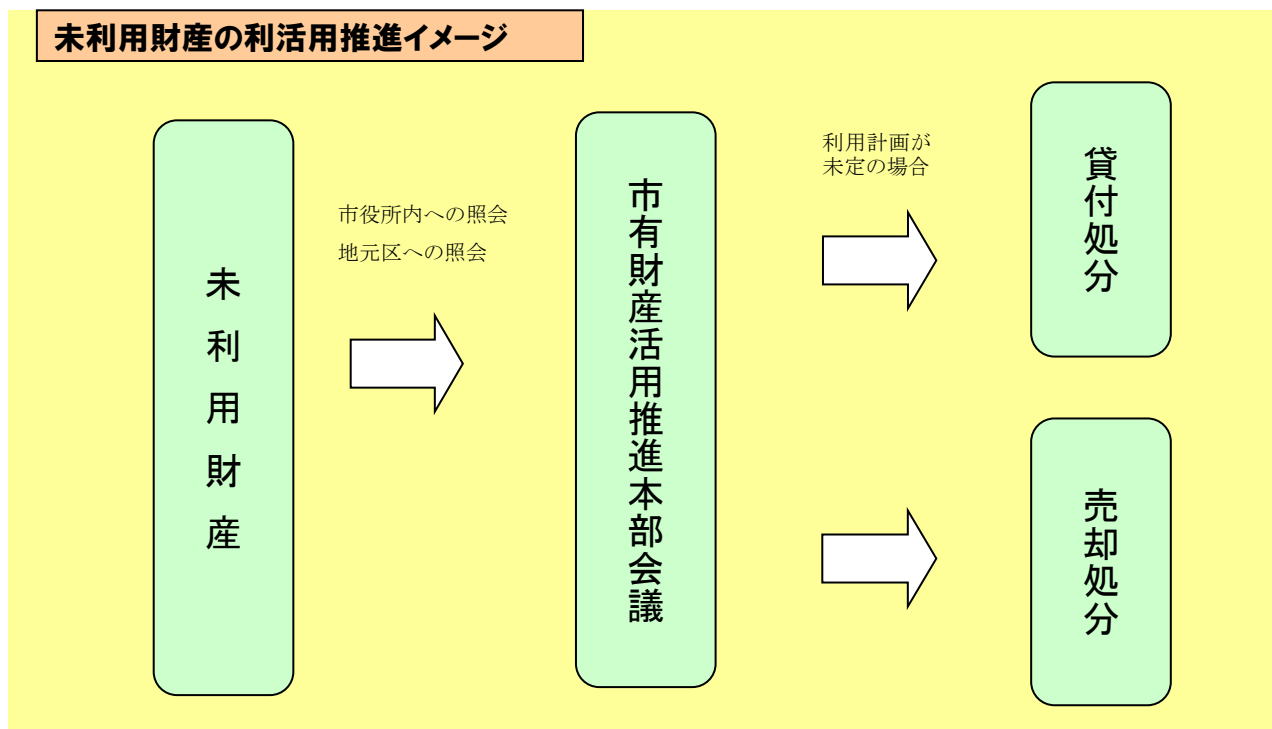 未利用財産の利活用推進イメージ
未利用財産
市役所内への照会
地元区への照会
市有財産活用推進本部会議
利用計画が
未定の場合
貸付処分
売却処分